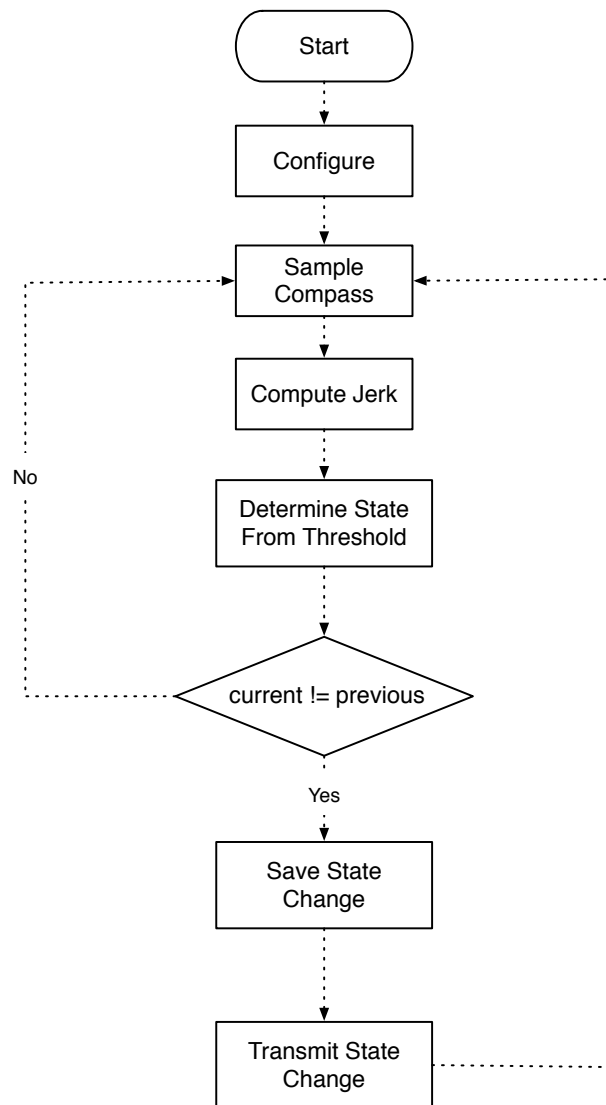 Start
Configure
Sample
Compass
Compute Jerk
No
Determine State
From Threshold
current != previous
Yes
Save State
Change
Transmit State
Change